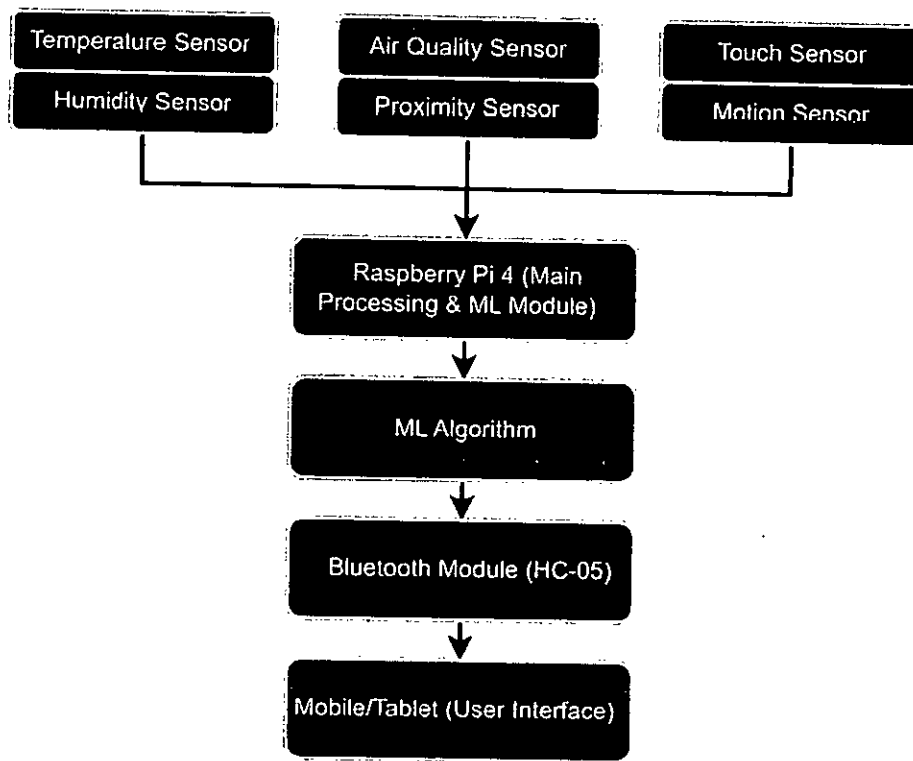 Temperature Sensor
Humidity Sensor
Air Quality Sensor
Proximity Sensor
Touch Sensor
Motion Sensor
Raspberry Pi 4 (Main
Processing & ML Module)
ML Algorithm
Bluetooth Module (HC-05)
Mobile/Tablet (User Interface)